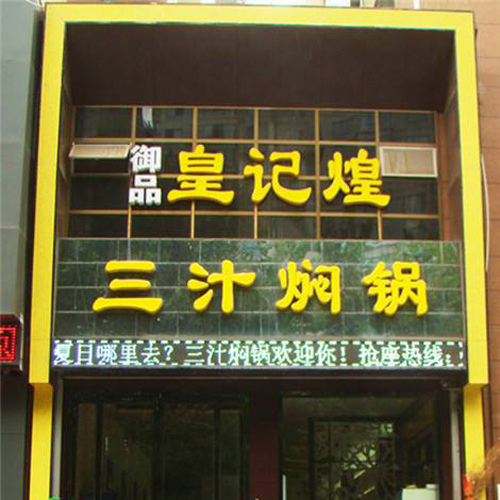 御品 皇记煌
三汁焖锅
夏日哪里去？三汁焖锅欢迎你！抢座热线：